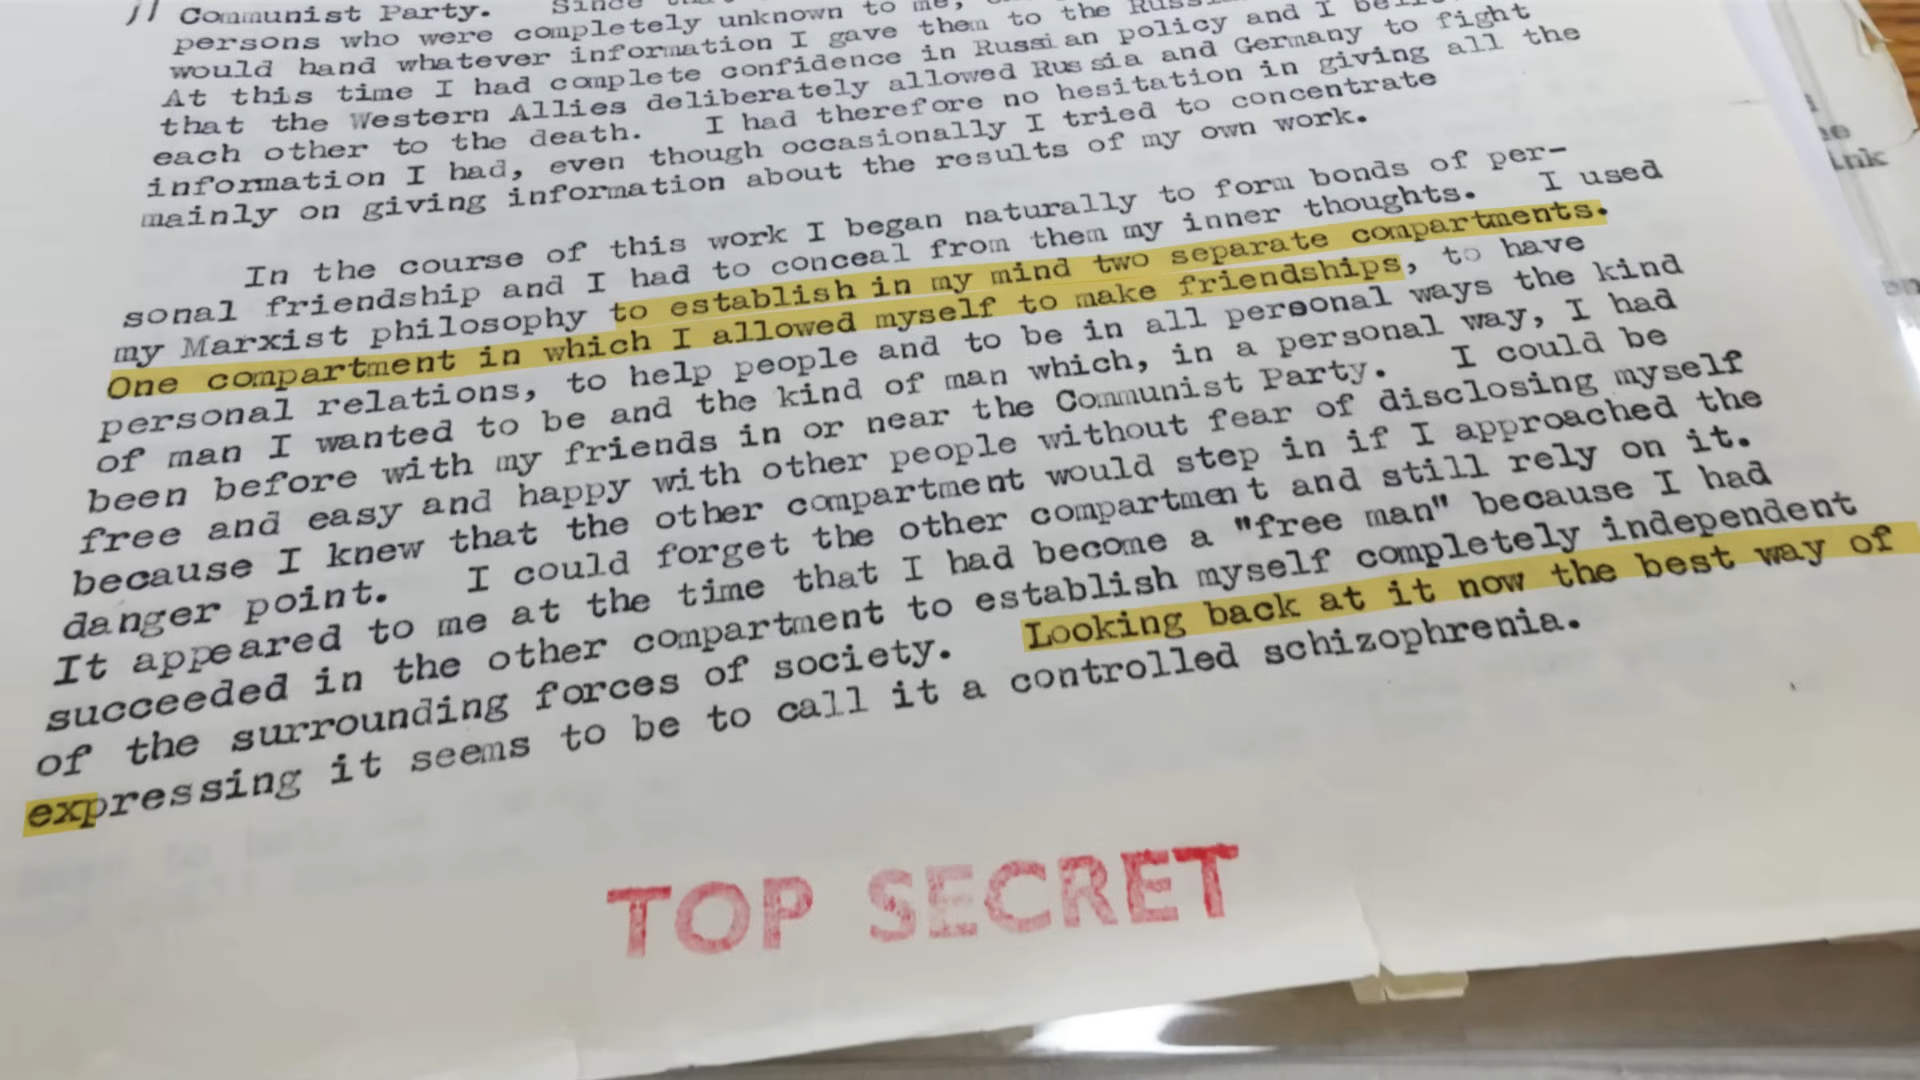 Communist Party. Since
persons who were completely unknown to me,
would hand whatever information I gave them to the Russi
At this time I had complete confidence in Russian policy and I
that the Western Allies deliberately allowed Russia and Germany to fight
each other to the death. I had therefore no hesitation in giving all the
information I had, even though occasionally I tried to concentrate
mainly on giving information about the results of my own work.
In the course of this work I began naturally to form bonds of per-
sonal friendship and I had to conceal from them my inner thoughts. I used
my Marxist philosophy to establish in my mind two separate compartments.
One compartment in which I allowed myself to make friendships, to have
personal relations, to help people and to be in all personal ways the kind
of man I wanted to be and the kind of man which, in a personal way, I had
been before with my friends in or near the Communist Party. I could be
free and easy and happy with other people without fear of disclosing myself
because I knew that the other compartment would step in if I approached the
danger point. I could forget the other compartment and still rely on it.
It appeared to me at the time that I had become a "free man" because I had
succeeded in the other compartment to establish myself completely independent
of the surrounding forces of society. Looking back at it now the best way of
expressing it seems to be to call it a controlled schizophrenia.
TOP SECRET
ink